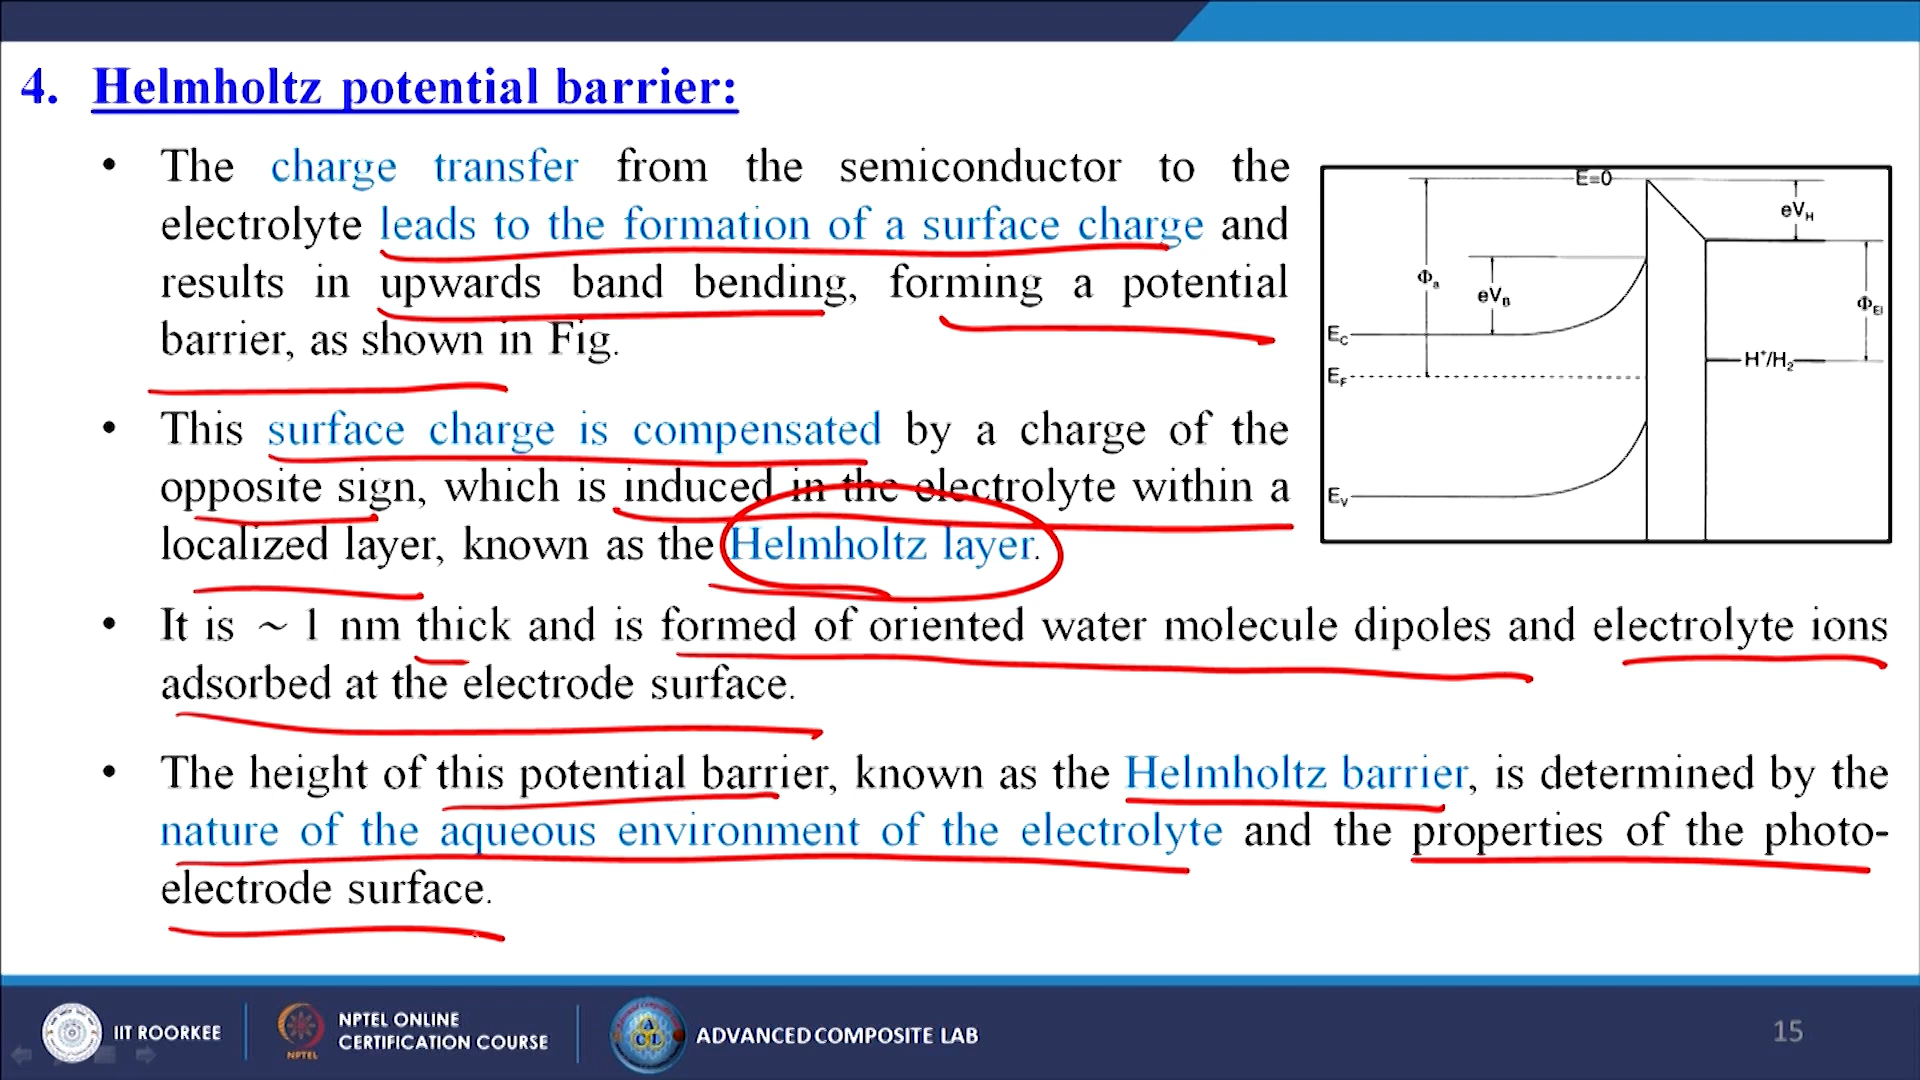 4. Helmholtz potential barrier:
• The charge transfer from the semiconductor to the
electrolyte leads to the formation of a surface charge and
results in upwards band bending, forming a potential
barrier, as shown in Fig.
E=0
eV_H
Φ_a
eV_B
Φ_El
E_C
H⁺/H₂
E_F
E_V
• This surface charge is compensated by a charge of the
opposite sign, which is induced in the electrolyte within a
localized layer, known as the Helmholtz layer.
• It is ~ 1 nm thick and is formed of oriented water molecule dipoles and electrolyte ions
adsorbed at the electrode surface.
• The height of this potential barrier, known as the Helmholtz barrier, is determined by the
nature of the aqueous environment of the electrolyte and the properties of the photo-
electrode surface.
IIT ROORKEE
NPTEL
NPTEL ONLINE
CERTIFICATION COURSE
ADVANCED COMPOSITE LAB
15